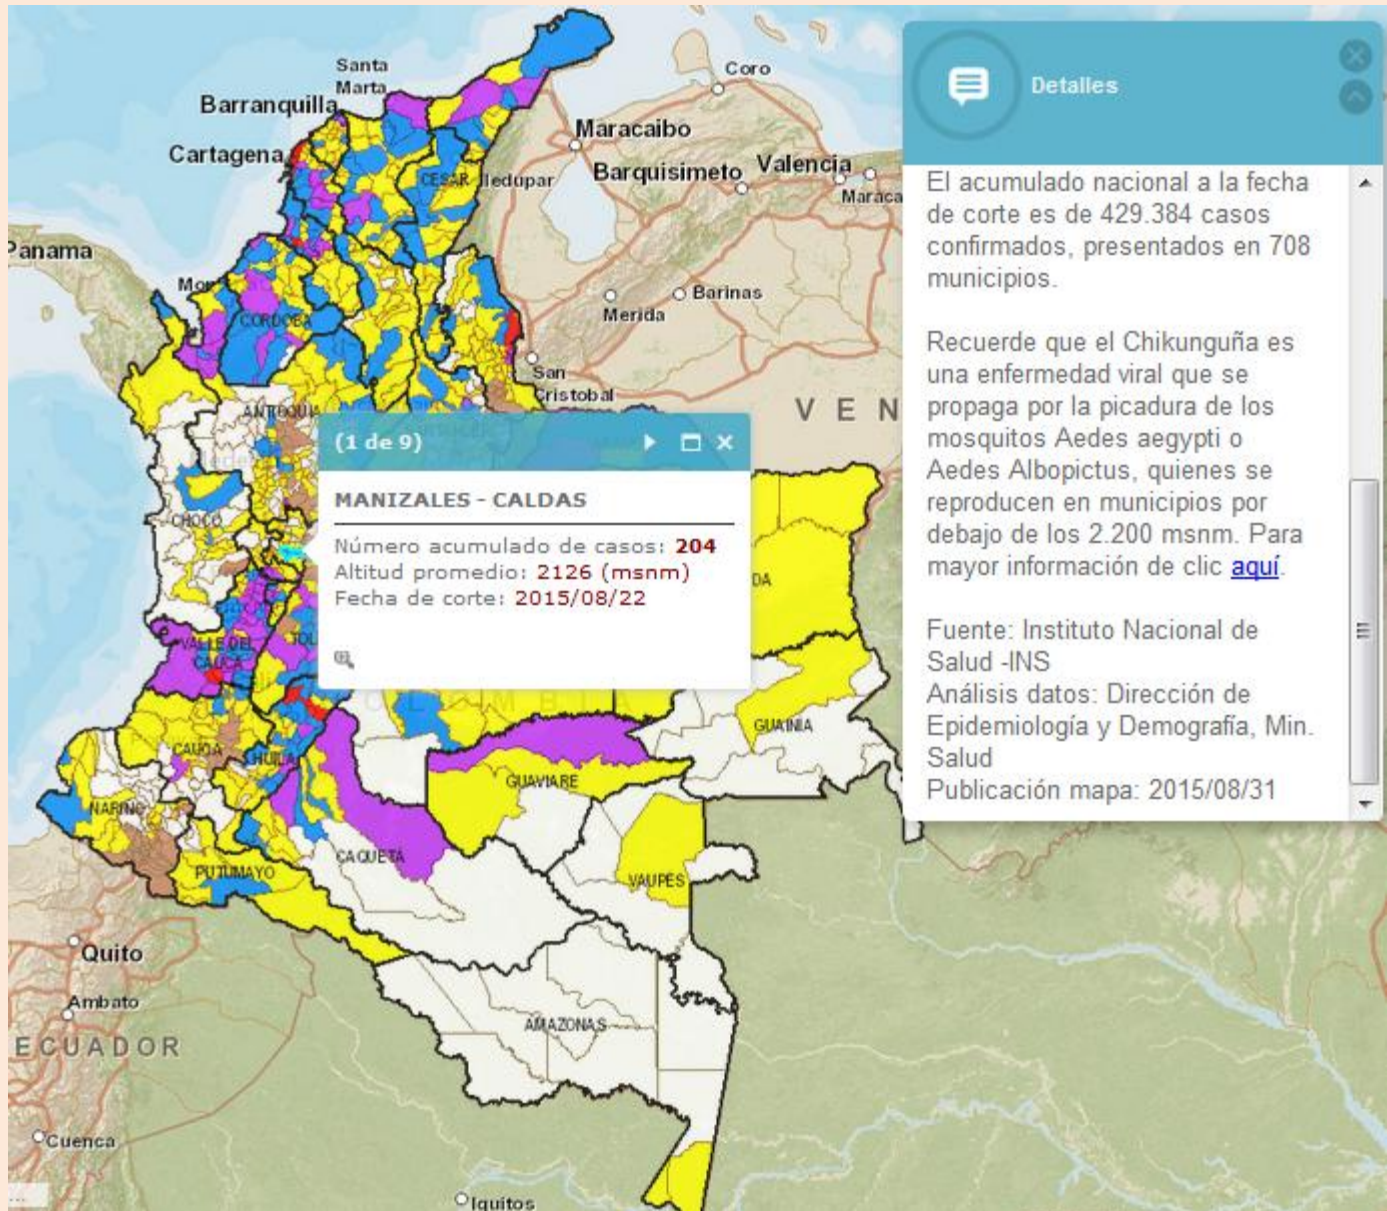 Santa
Marta
Barranquilla
Cartagena
Coro
Maracaibo
Barquisimeto
Valencia
Maraca
CESAR
lledupar
Panama
Mon
CORDOBA
Merida
Barinas
San
Cristobal
VEN
ANTIOQUIA
CHOCO
VALLE DEL
CAUCA
TOL
DA
GUAINIA
CAUCA
HUILA
GUAVIARE
NARIÑO
CAQUETA
VAUPES
PUTUMAYO
Quito
Ambato
ECUADOR
AMAZONAS
Cuenca
Iquitos
...
(1 de 9)
MANIZALES - CALDAS
Número acumulado de casos: 204
Altitud promedio: 2126 (msnm)
Fecha de corte: 2015/08/22
Detalles
El acumulado nacional a la fecha
de corte es de 429.384 casos
confirmados, presentados en 708
municipios.
Recuerde que el Chikunguña es
una enfermedad viral que se
propaga por la picadura de los
mosquitos Aedes aegypti o
Aedes Albopictus, quienes se
reproducen en municipios por
debajo de los 2.200 msnm. Para
mayor información de clic aquí.
Fuente: Instituto Nacional de
Salud -INS
Análisis datos: Dirección de
Epidemiología y Demografía, Min.
Salud
Publicación mapa: 2015/08/31